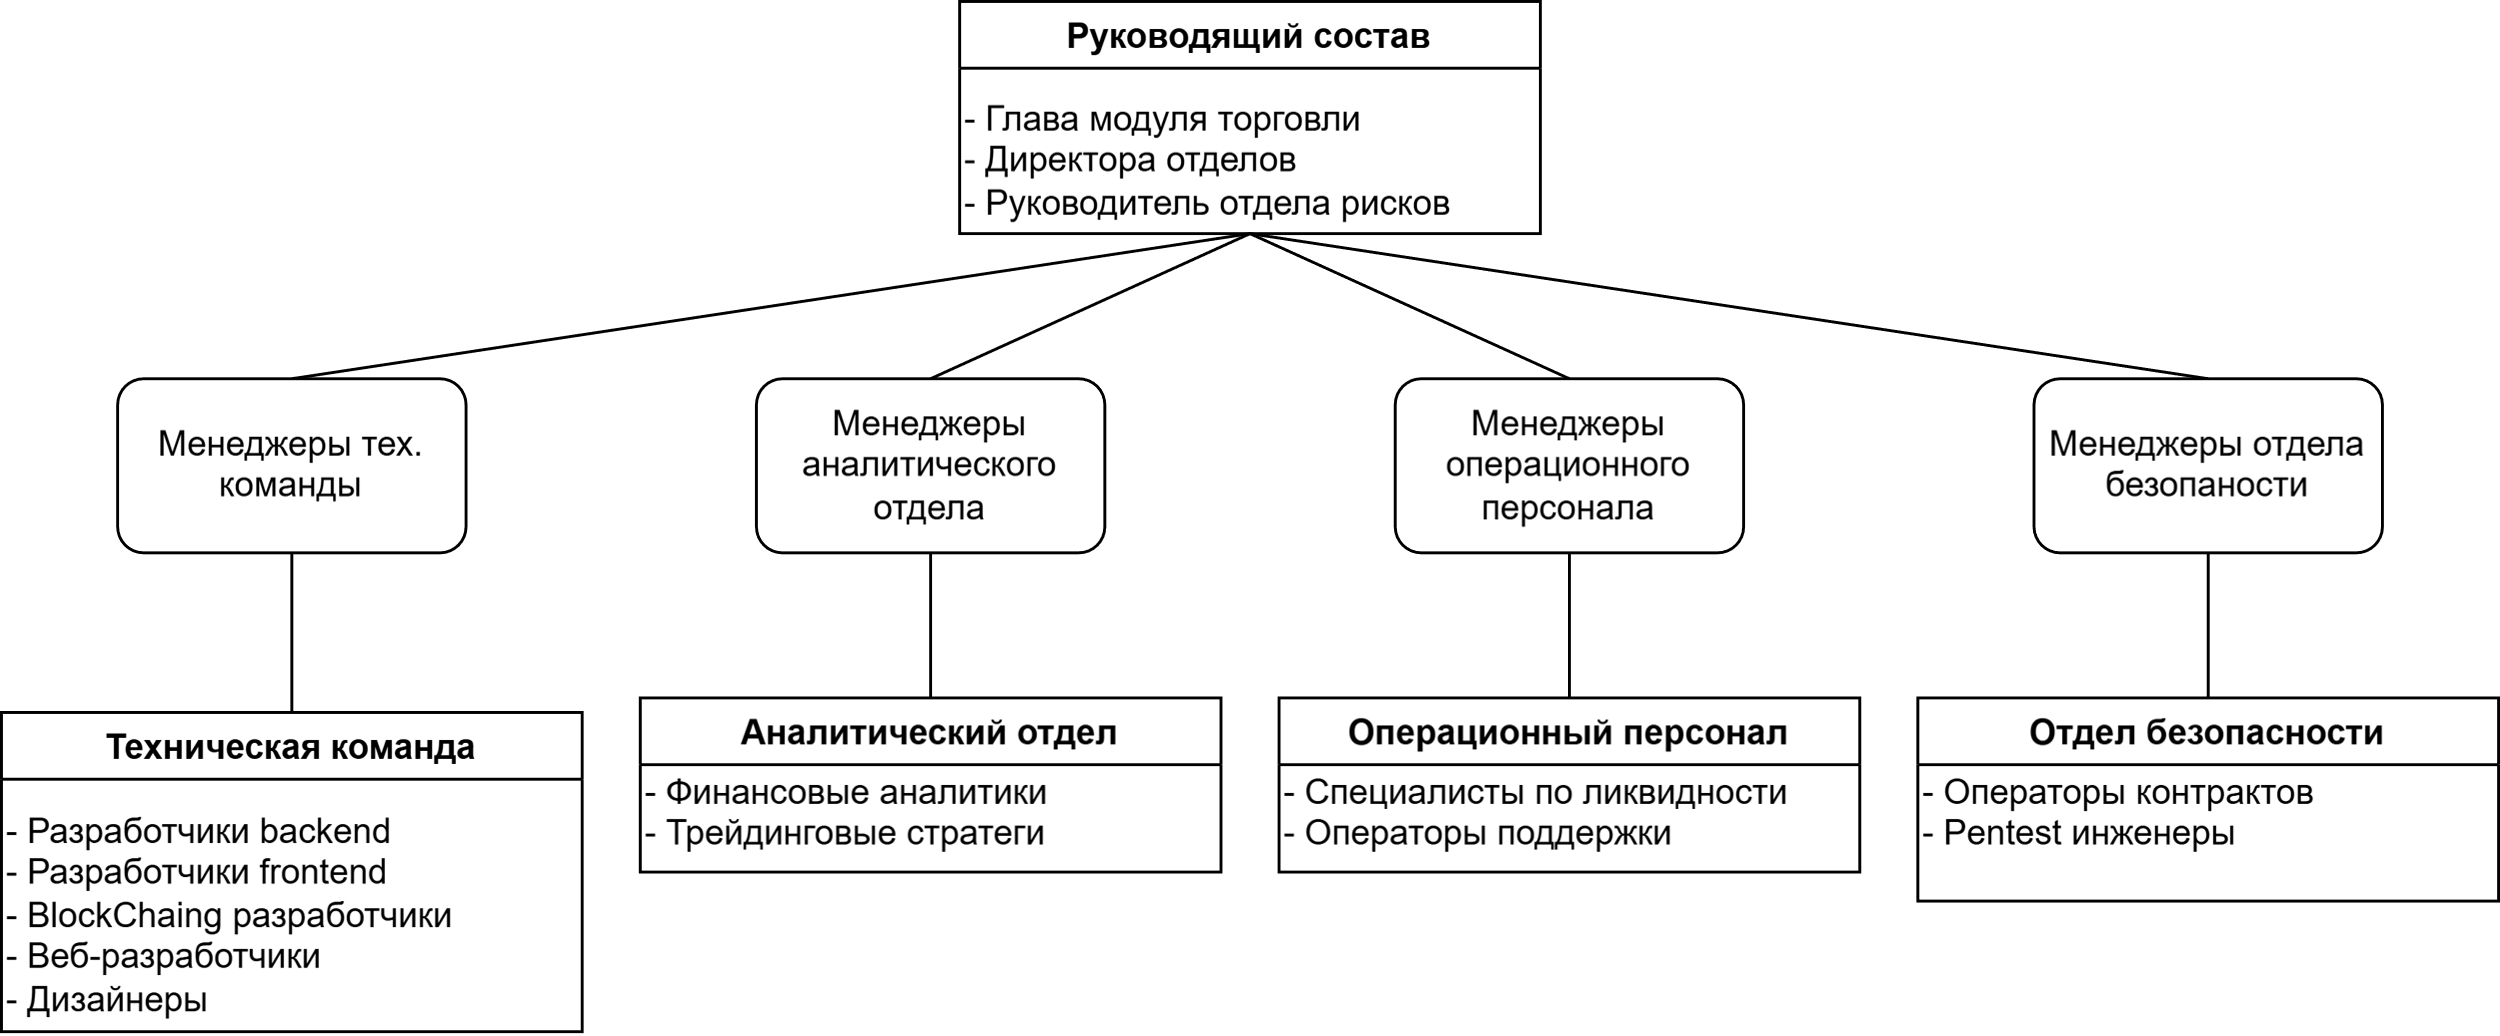 Руководящий состав
- Глава модуля торговли
- Директора отделов
- Руководитель отдела рисков
Менеджеры тех.
команды
Менеджеры
аналитического
отдела
Менеджеры
операционного
персонала
Менеджеры отдела
безопаности
Техническая команда
- Разработчики backend
- Разработчики frontend
- BlockChaing разработчики
- Веб-разработчики
- Дизайнеры
Аналитический отдел
- Финансовые аналитики
- Трейдинговые стратеги
Операционный персонал
- Специалисты по ликвидности
- Операторы поддержки
Отдел безопасности
- Операторы контрактов
- Pentest инженеры